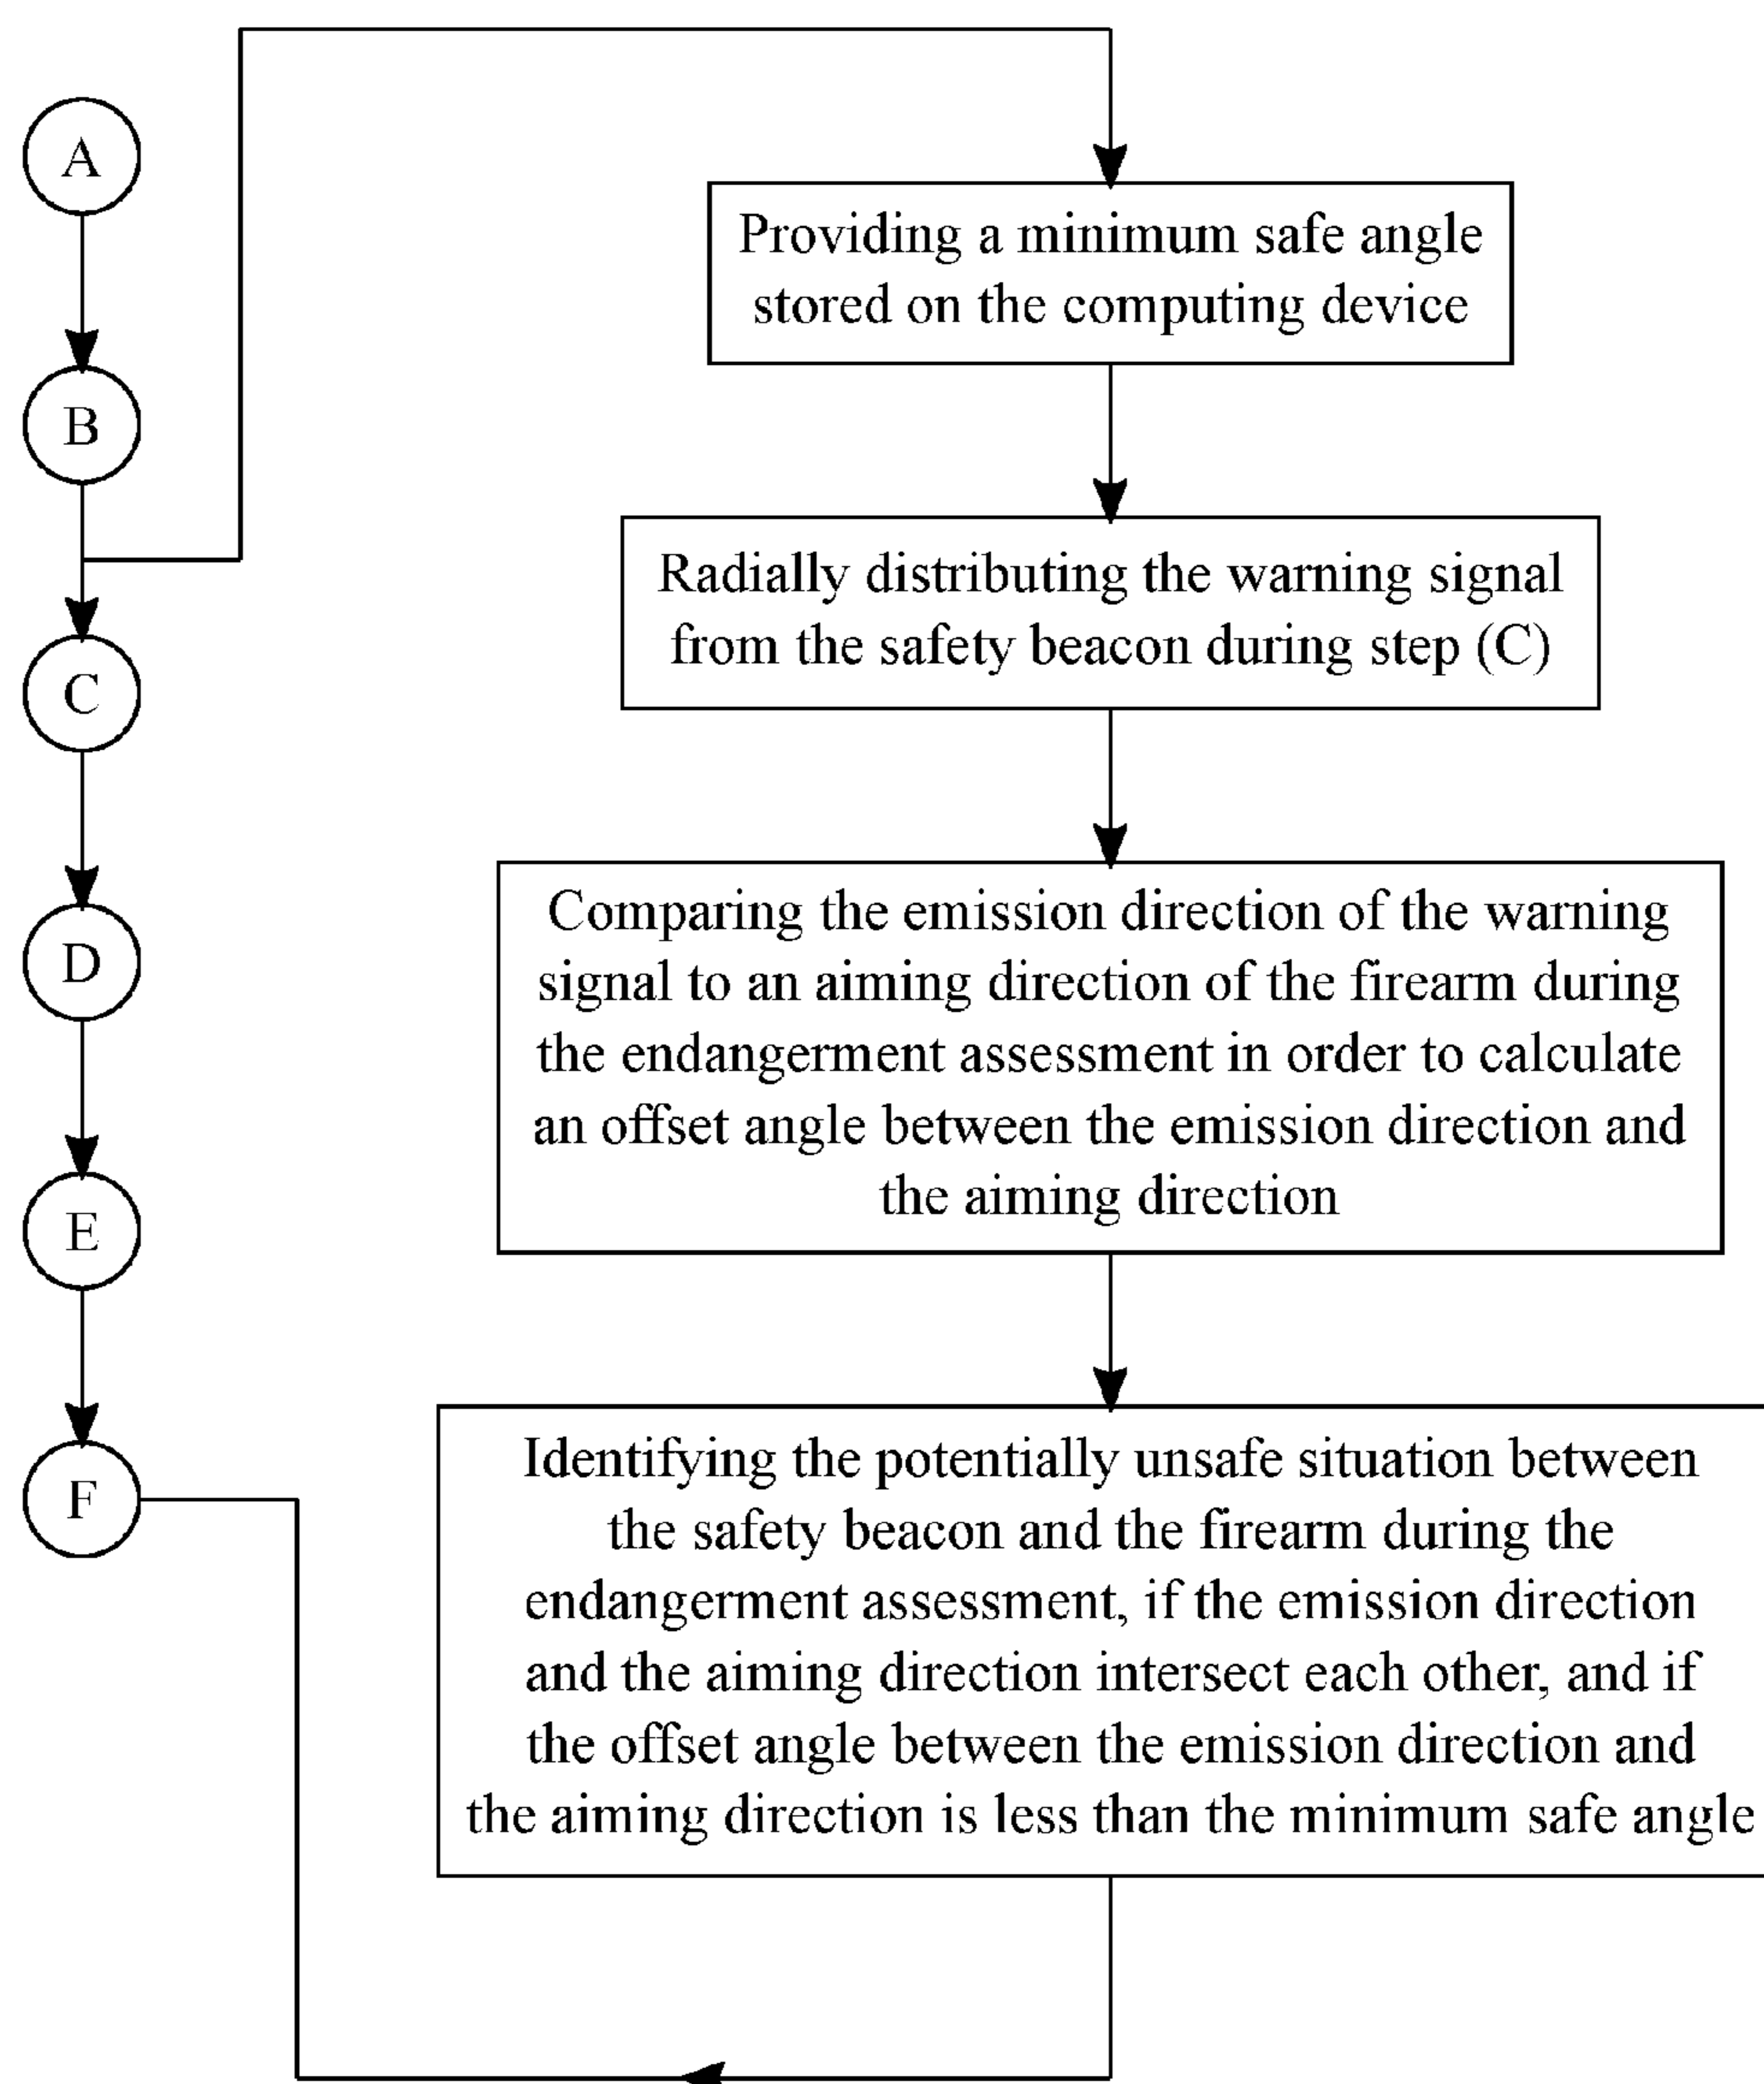 A
B
C
D
E
F
Providing a minimum safe angle
stored on the computing device
Radially distributing the warning signal
from the safety beacon during step (C)
Comparing the emission direction of the warning
signal to an aiming direction of the firearm during
the endangerment assessment in order to calculate
an offset angle between the emission direction and
the aiming direction
Identifying the potentially unsafe situation between
the safety beacon and the firearm during the
endangerment assessment, if the emission direction
and the aiming direction intersect each other, and if
the offset angle between the emission direction and
the aiming direction is less than the minimum safe angle